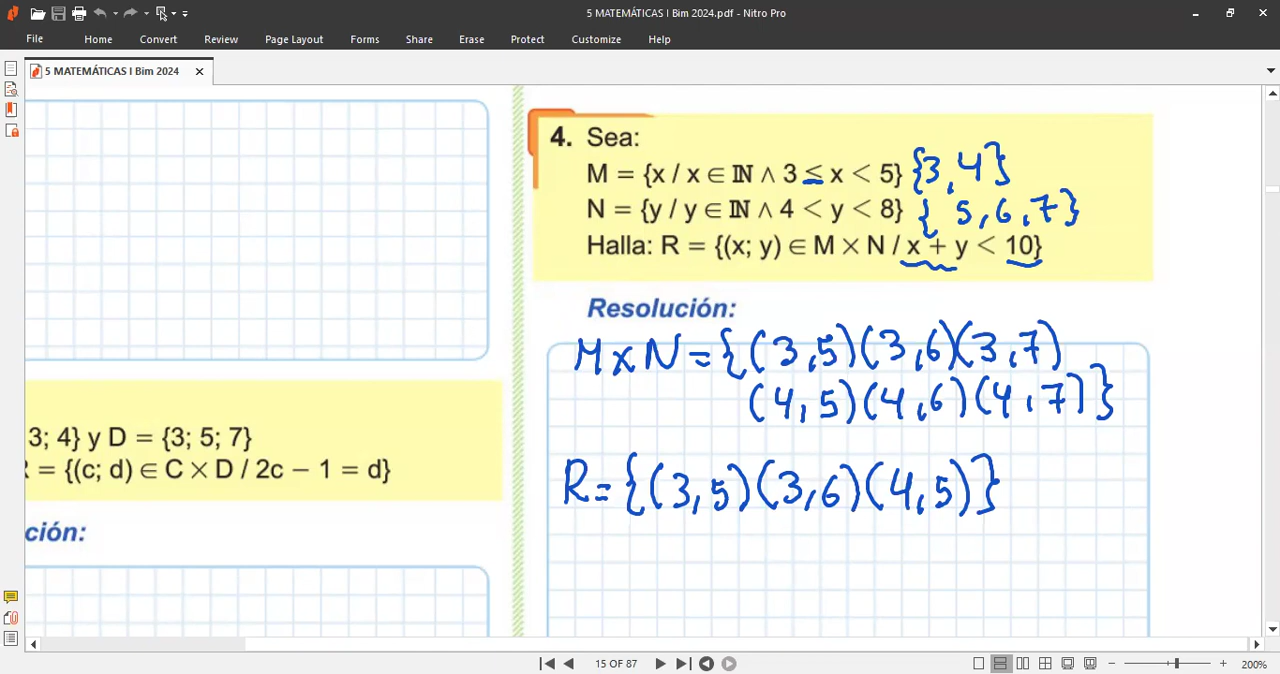 5 MATEMÁTICAS I Bim 2024.pdf - Nitro Pro
File Home Convert Review Page Layout Forms Share Erase Protect Customize Help
5 MATEMÁTICAS I Bim 2024
4. Sea:
M = {x / x ∈ ℕ ∧ 3 ≤ x < 5} {3,4}
N = {y / y ∈ ℕ ∧ 4 < y < 8} { 5,6,7}
Halla: R = {(x; y) ∈ M × N / x + y < 10}
Resolución:
M x N = {(3,5)(3,6)(3,7)
(4,5)(4,6)(4,7)}
R={(3,5)(3,6)(4,5)}
3; 4} y D = {3; 5; 7}
R = {(c; d) ∈ C × D / 2c − 1 = d}
ción:
15 OF 87
200%